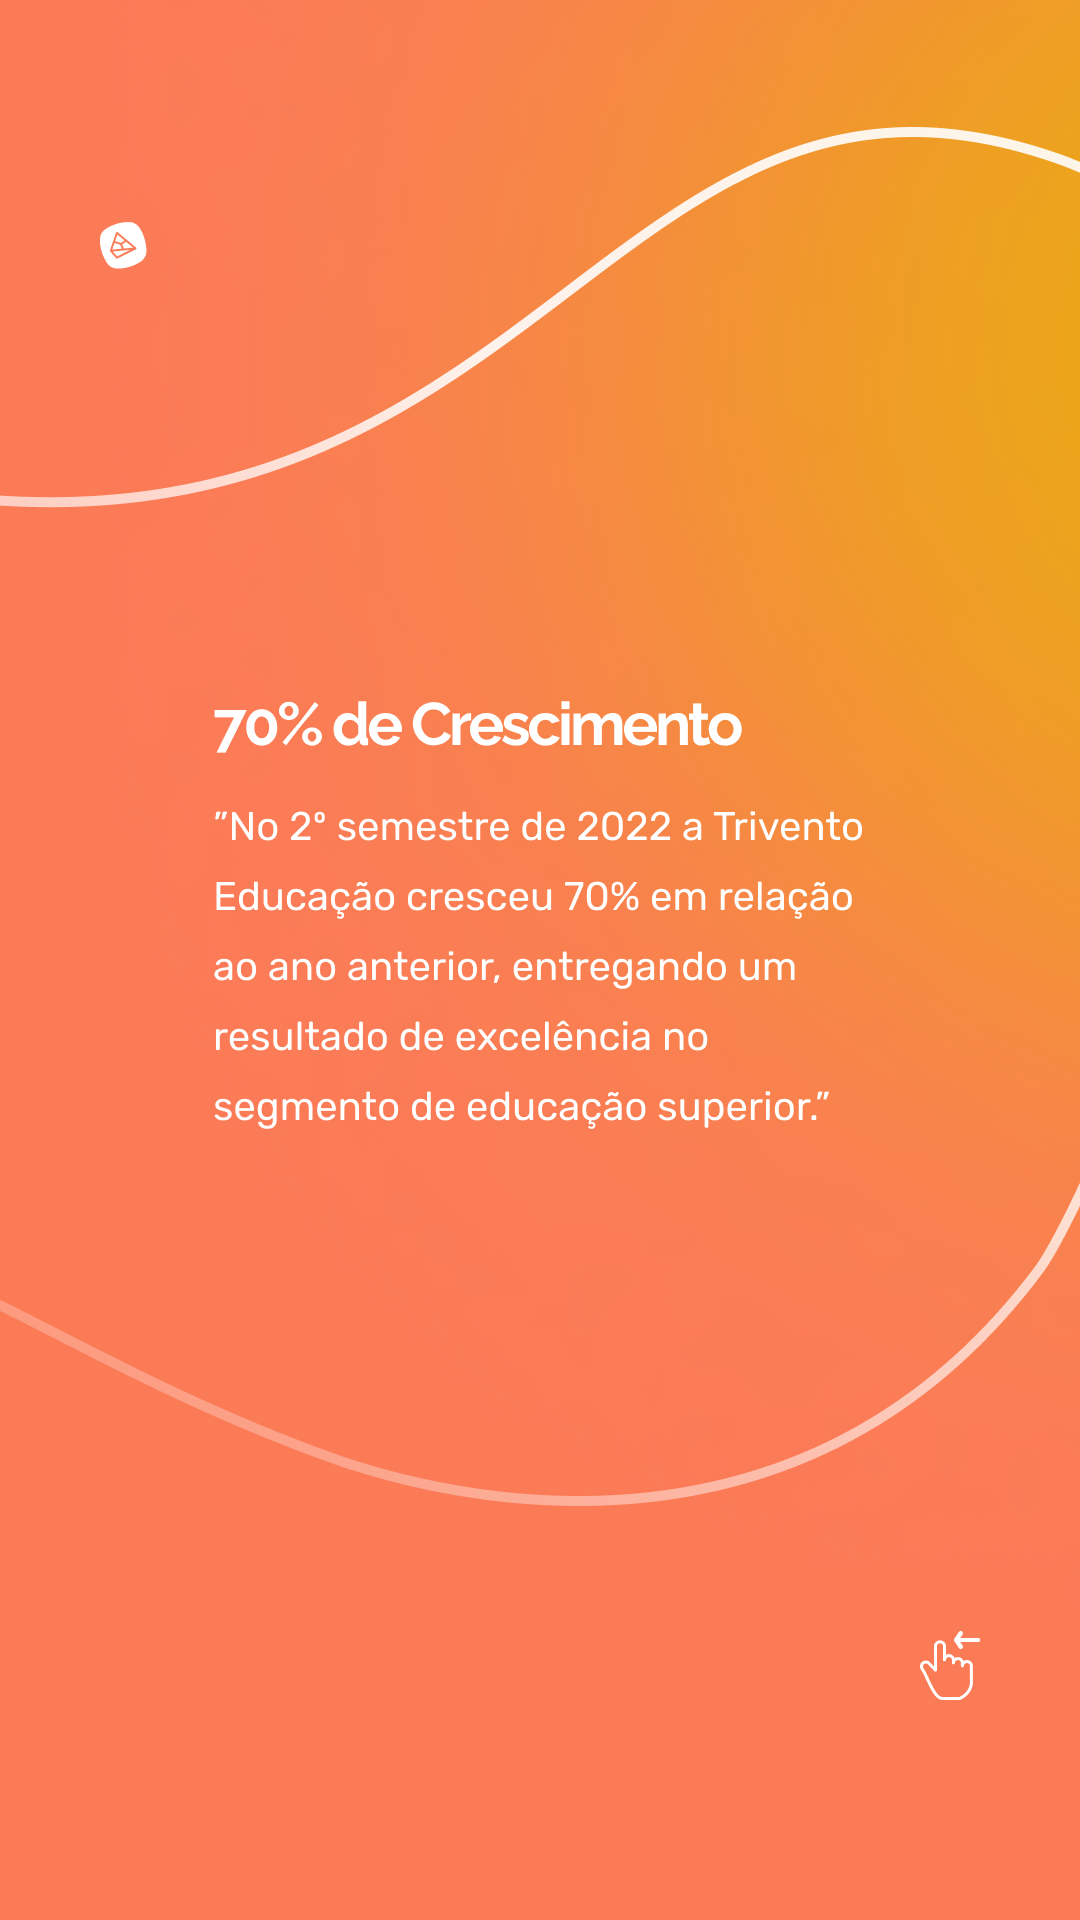 70% de Crescimento
”No 2º semestre de 2022 a Trivento
Educação cresceu 70% em relação
ao ano anterior, entregando um
resultado de excelência no
segmento de educação superior.”